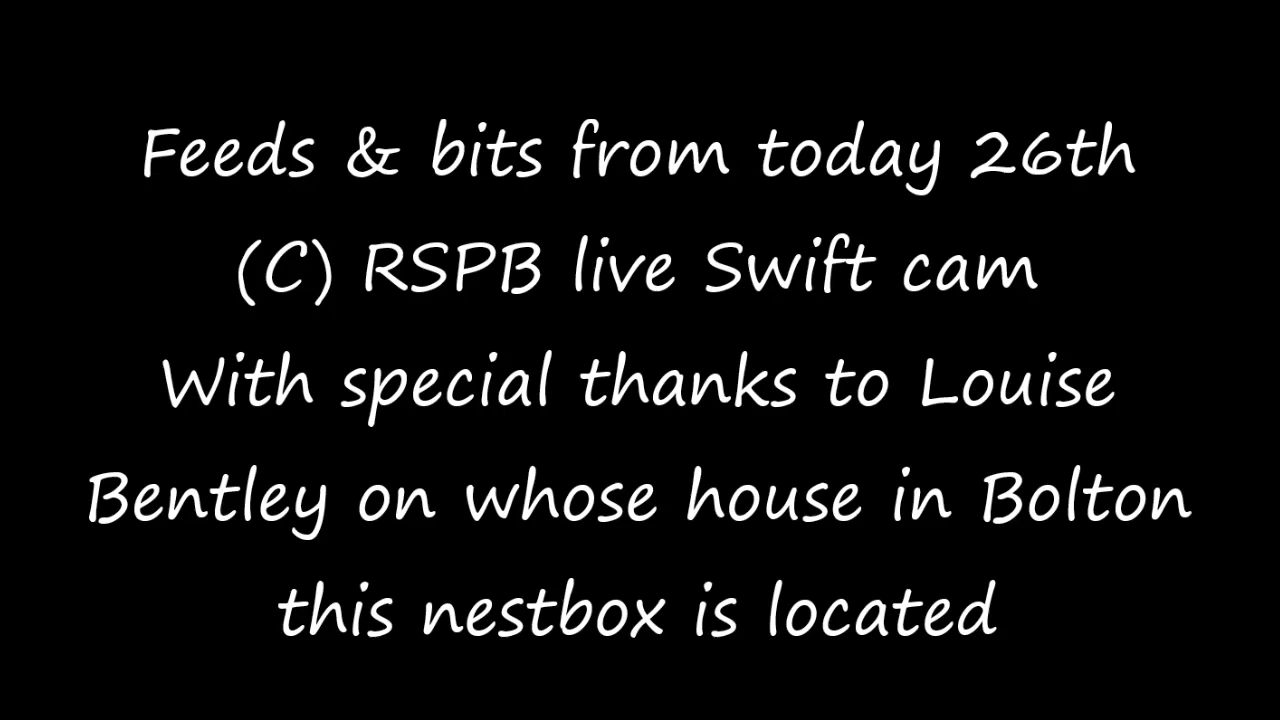 Feeds & bits from today 26th
(C) RSPB live Swift cam
With special thanks to Louise
Bentley on whose house in Bolton
this nestbox is located